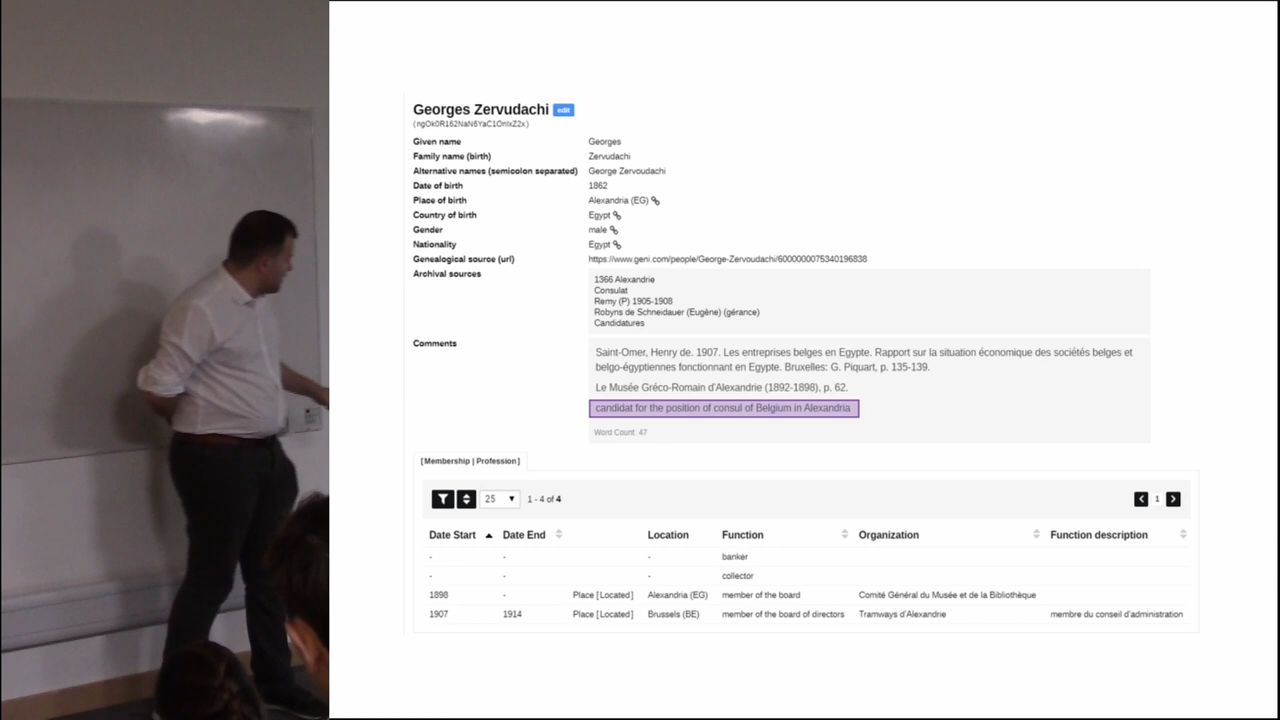 Georges Zervudachi edit
(ngOk0R162NaN6YaC1OnIxZ2x)
Given name Georges
Family name (birth) Zervudachi
Alternative names (semicolon separated) George Zervoudachi
Date of birth 1862
Place of birth Alexandria (EG)
Country of birth Egypt
Gender male
Nationality Egypt
Genealogical source (url) https://www.geni.com/people/George-Zervoudachi/6000000075340196838
Archival sources
1366 Alexandrie
Consulat
Remy (P) 1905-1908
Robyns de Schneidauer (Eugène) (gérance)
Candidatures
Comments
Saint-Omer, Henry de. 1907. Les entreprises belges en Egypte. Rapport sur la situation économique des sociétés belges et
belgo-égyptiennes fonctionnant en Egypte. Bruxelles: G. Piquart, p. 135-139.
Le Musée Gréco-Romain d'Alexandrie (1892-1898), p. 62.
candidat for the position of consul of Belgium in Alexandria
Word Count: 47
[Membership | Profession]
25 1 - 4 of 4 1
Date Start Date End Location Function Organization Function description
- - - banker
- - - collector
1898 - Place [Located] Alexandria (EG) member of the board Comité Général du Musée et de la Bibliothèque
1907 1914 Place [Located] Brussels (BE) member of the board of directors Tramways d'Alexandrie membre du conseil d'administration